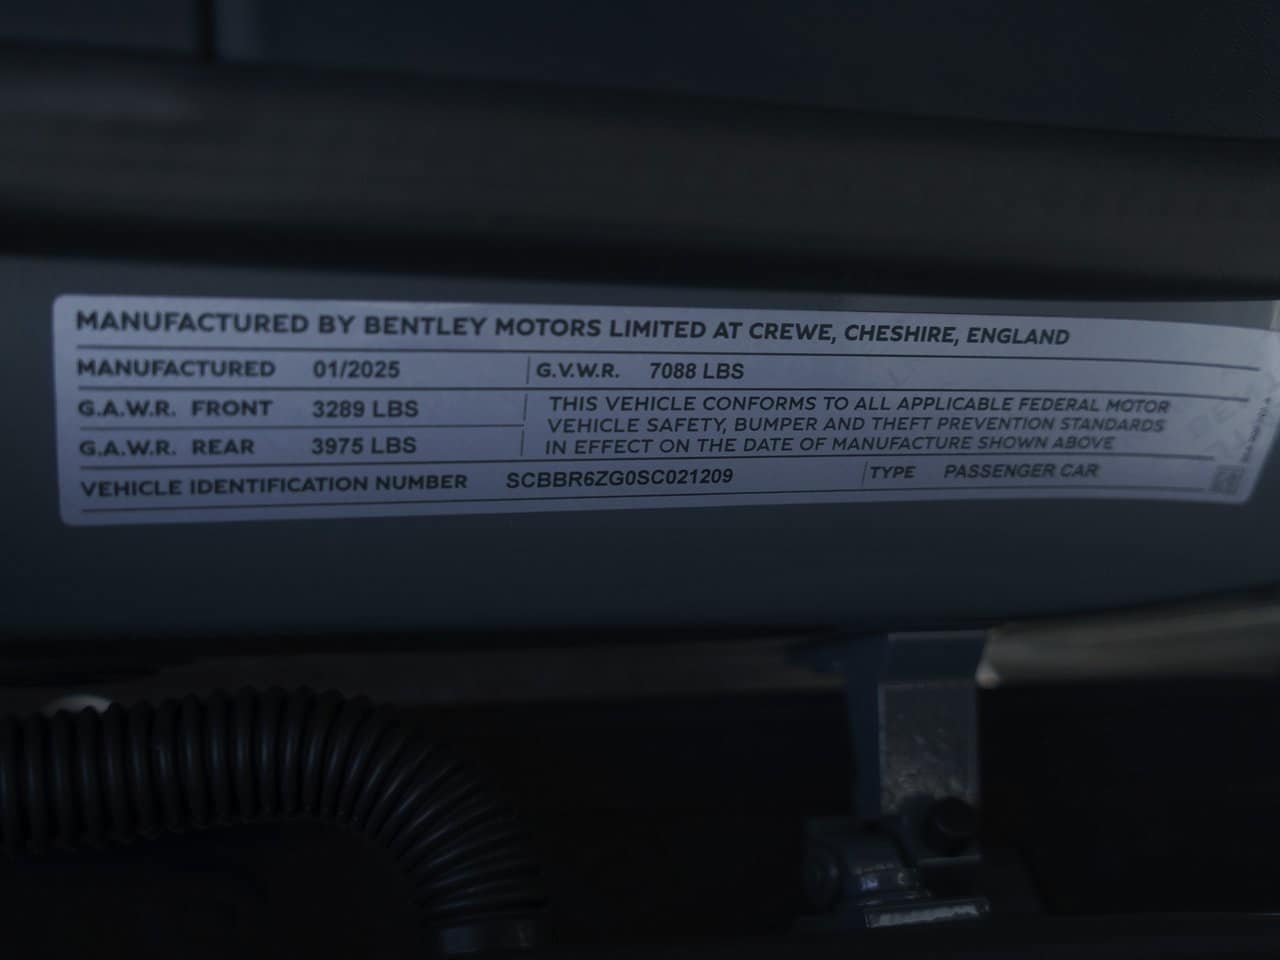 MANUFACTURED BY BENTLEY MOTORS LIMITED AT CREWE, CHESHIRE, ENGLAND
MANUFACTURED 01/2025 G.V.W.R. 7088 LBS
G.A.W.R. FRONT 3289 LBS
G.A.W.R. REAR 3975 LBS
THIS VEHICLE CONFORMS TO ALL APPLICABLE FEDERAL MOTOR
VEHICLE SAFETY, BUMPER AND THEFT PREVENTION STANDARDS
IN EFFECT ON THE DATE OF MANUFACTURE SHOWN ABOVE
VEHICLE IDENTIFICATION NUMBER SCBBR6ZG0SC021209 TYPE PASSENGER CAR